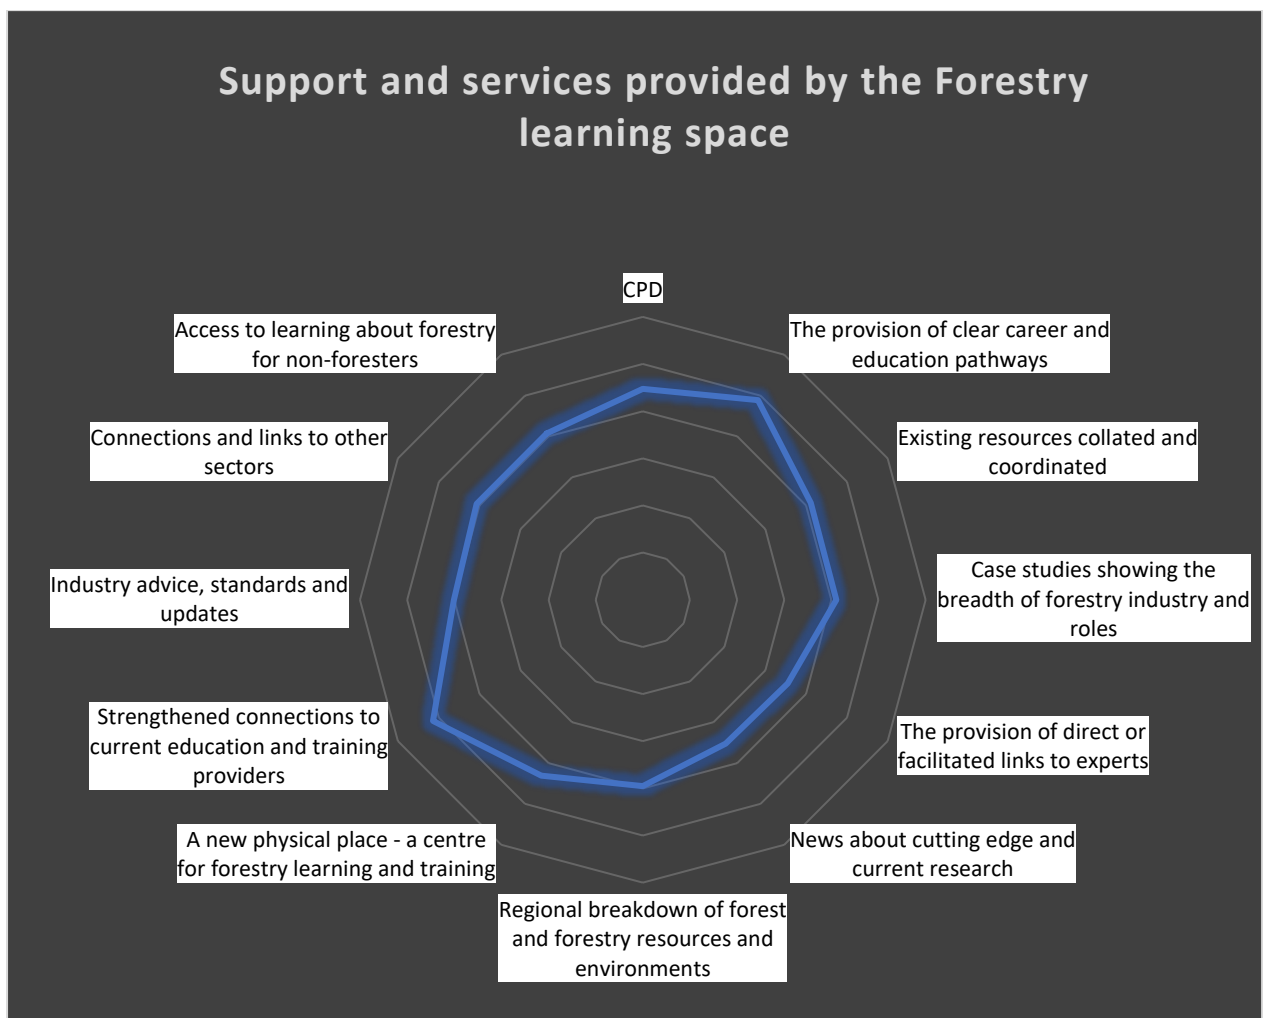 Support and services provided by the Forestry
learning space
CPD
The provision of clear career and
education pathways
Existing resources collated and
coordinated
Case studies showing the
breadth of forestry industry and
roles
The provision of direct or
facilitated links to experts
News about cutting edge and
current research
Regional breakdown of forest
and forestry resources and
environments
A new physical place - a centre
for forestry learning and training
Strengthened connections to
current education and training
providers
Industry advice, standards and
updates
Connections and links to other
sectors
Access to learning about forestry
for non-foresters